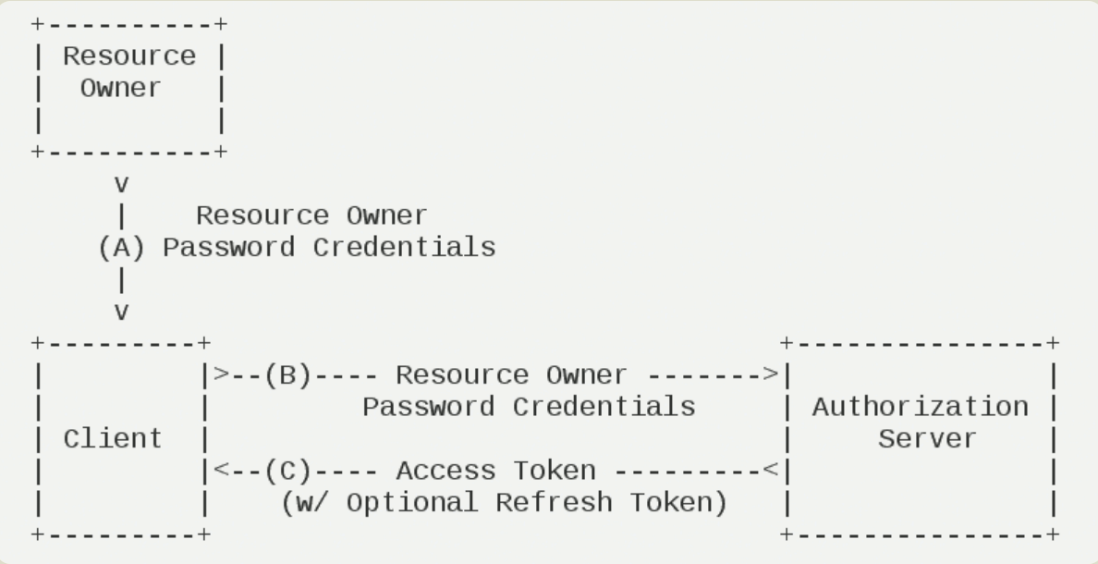 +----------+
| Resource |
|  Owner   |
|          |
+----------+
     v
     |    Resource Owner
    (A) Password Credentials
     |
     v
+---------+                                  +---------------+
|         |>--(B)---- Resource Owner ------->|               |
|         |         Password Credentials     | Authorization |
| Client  |                                  |     Server    |
|         |<--(C)---- Access Token ---------<|               |
|         |    (w/ Optional Refresh Token)   |               |
+---------+                                  +---------------+